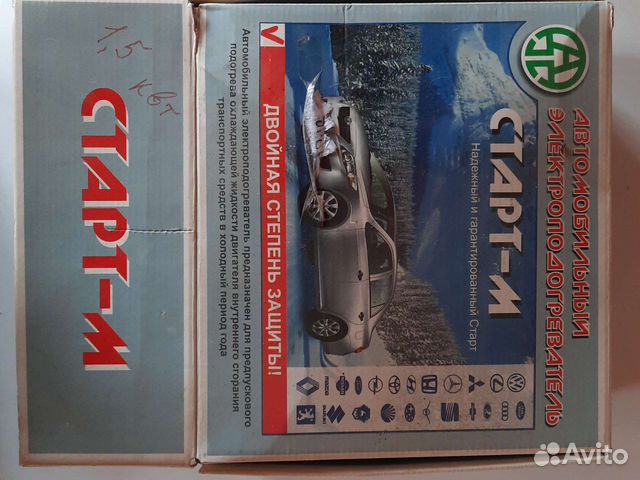 АВТОМОБИЛЬНЫЙ
ЭЛЕКТРОПОДОГРЕВАТЕЛЬ
СТАРТ-М
Надежный и гарантированный Старт
ДВОЙНАЯ СТЕПЕНЬ ЗАЩИТЫ!
Автомобильный электроподогреватель предназначен для предпускового
подогрева охлаждающей жидкости двигателя внутреннего сгорания
транспортных средств в холодный период года
1,5 квт
СТАРТ-М
Avito